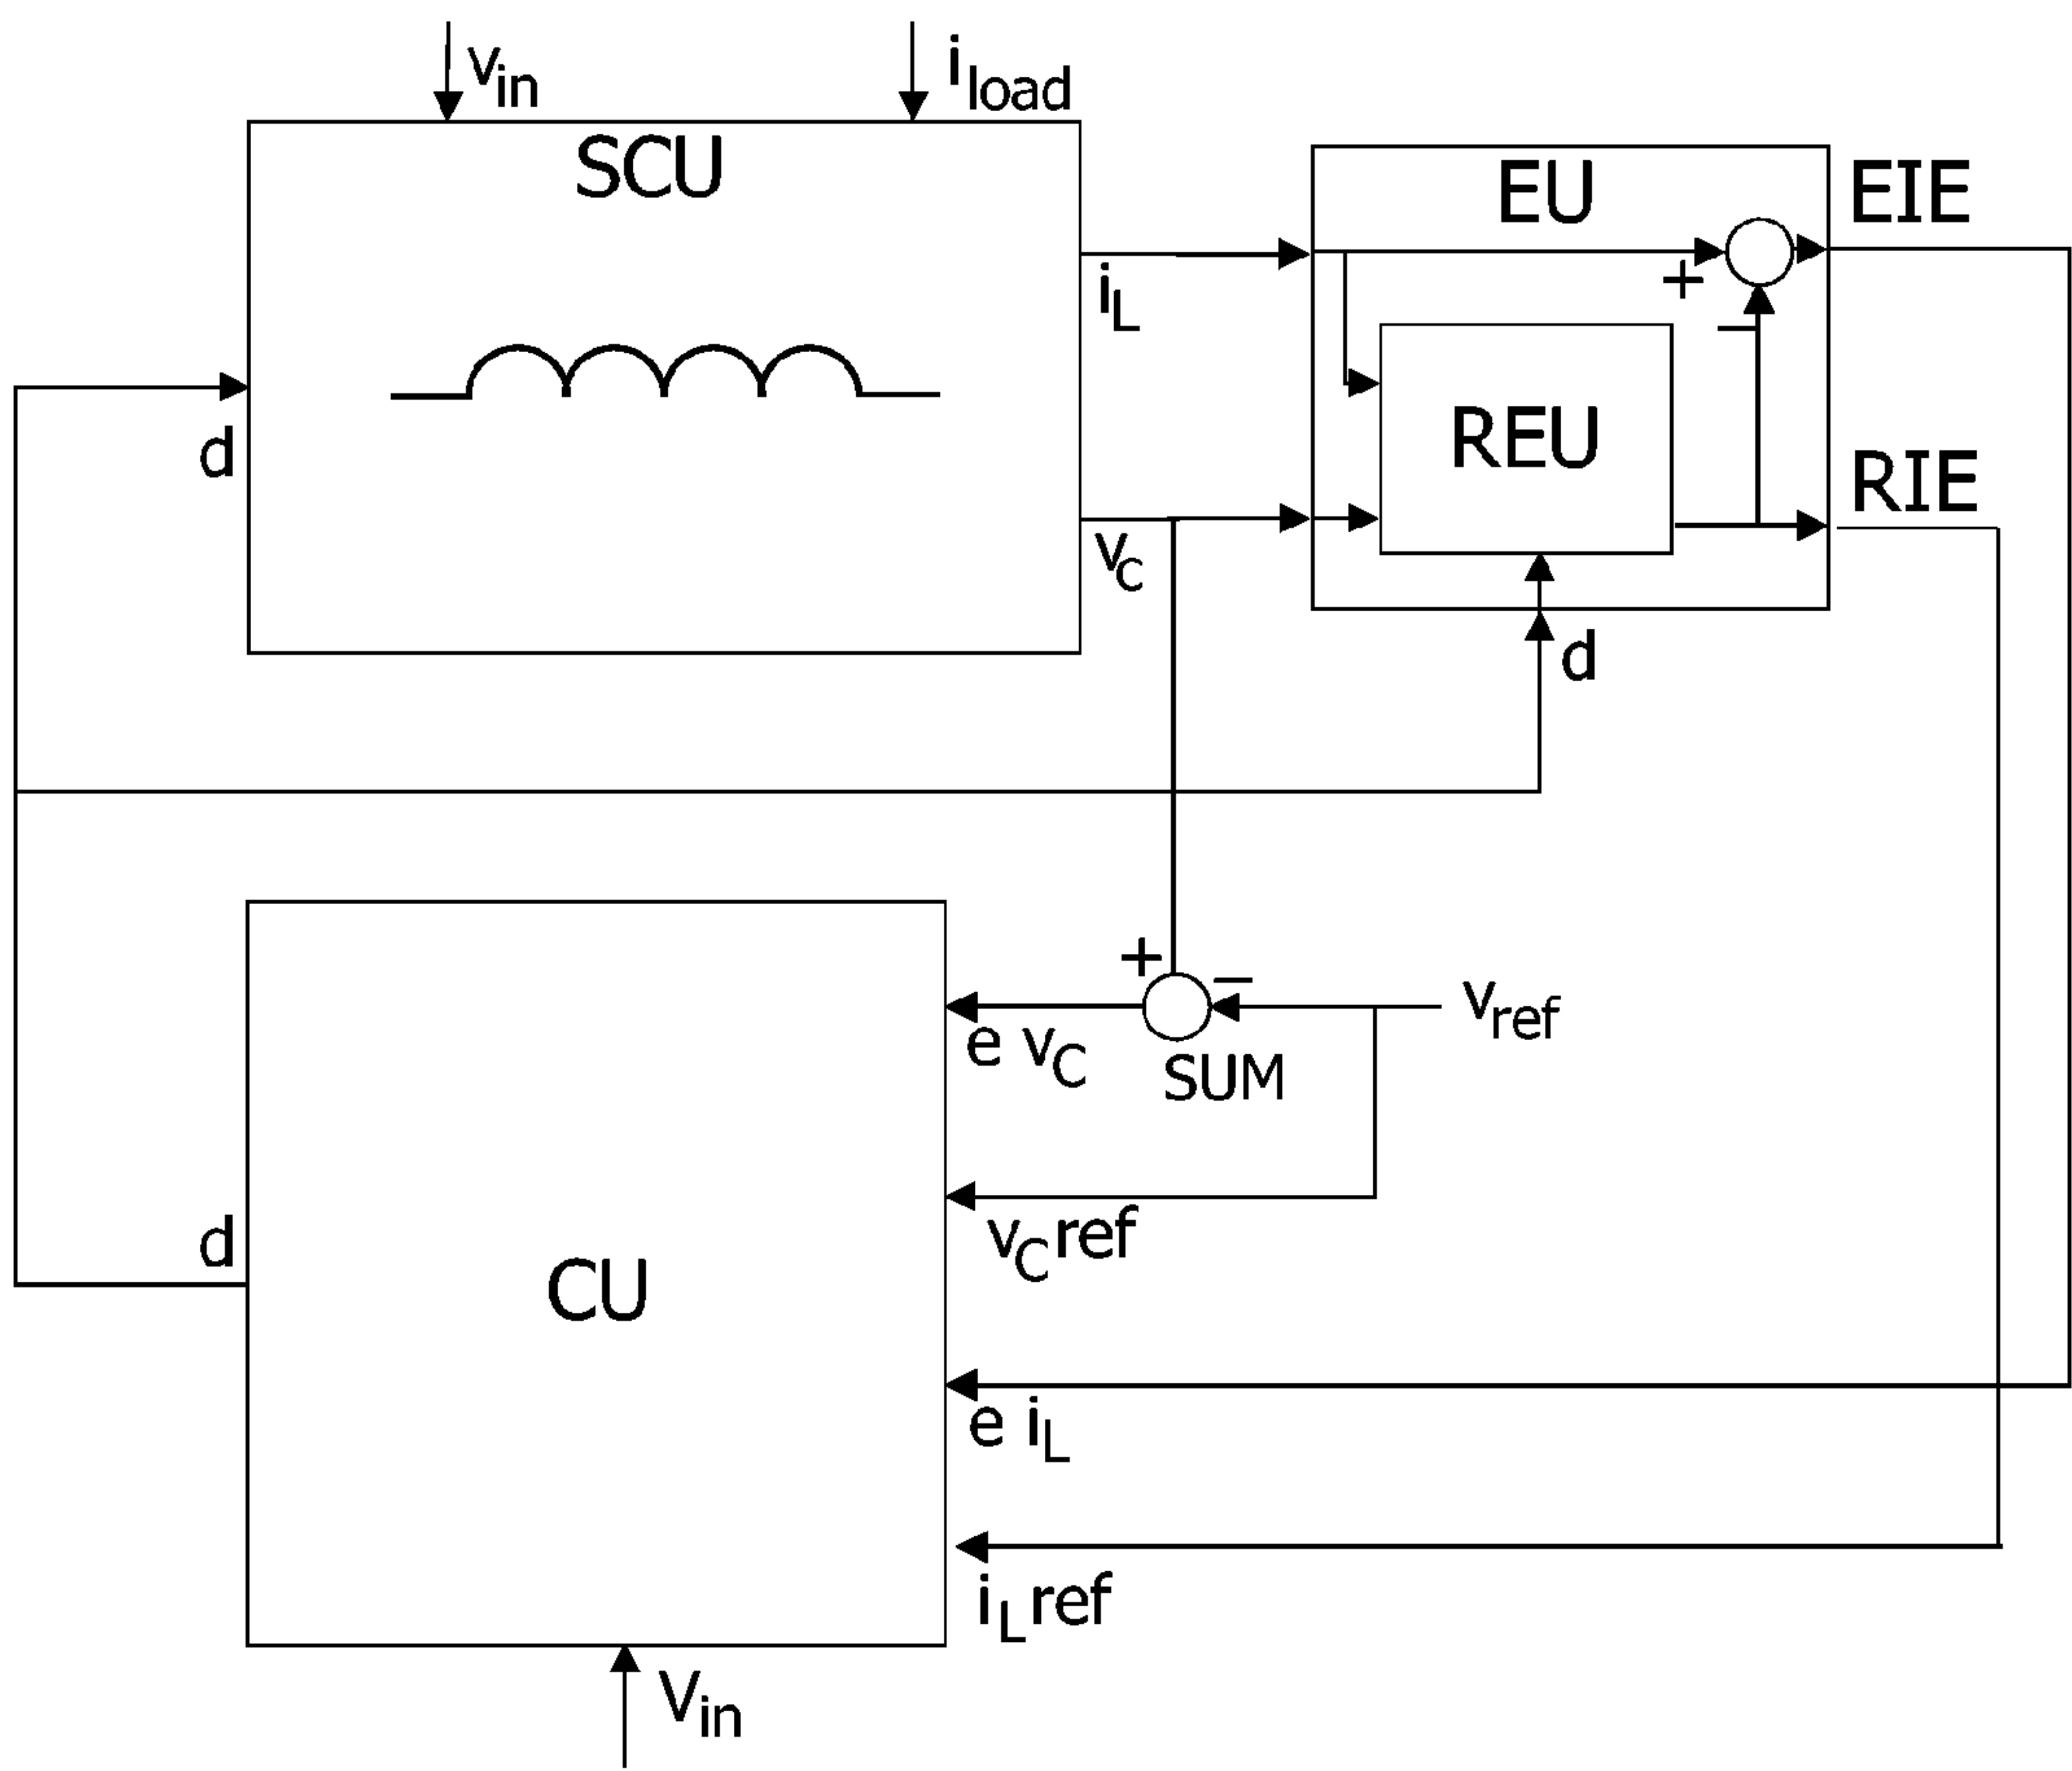 vin
iload
SCU
EU
EIE
iL
+
−
REU
RIE
d
vc
d
+
−
vref
e vC
SUM
vCref
d
CU
e iL
iLref
Vin